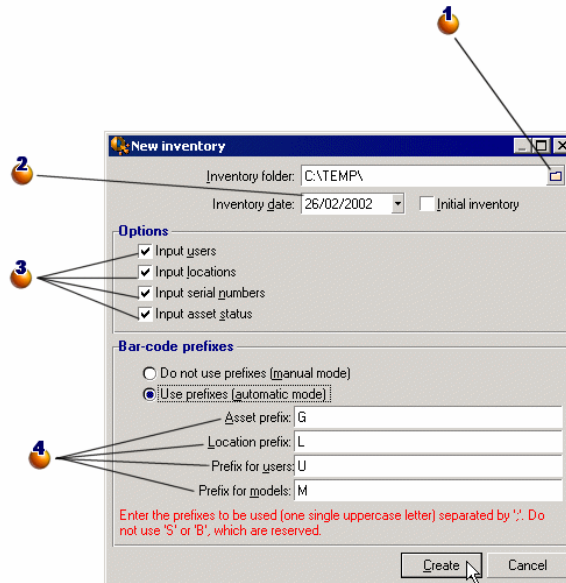 1
New inventory
2
Inventory folder: C:\TEMP\
Inventory date: 26/02/2002 Initial inventory
Options
3
Input users
Input locations
Input serial numbers
Input asset status
Bar-code prefixes
Do not use prefixes (manual mode)
Use prefixes (automatic mode)
Asset prefix: G
4
Location prefix: L
Prefix for users: U
Prefix for models: M
Enter the prefixes to be used (one single uppercase letter) separated by ';'. Do
not use 'S' or 'B', which are reserved.
Create Cancel